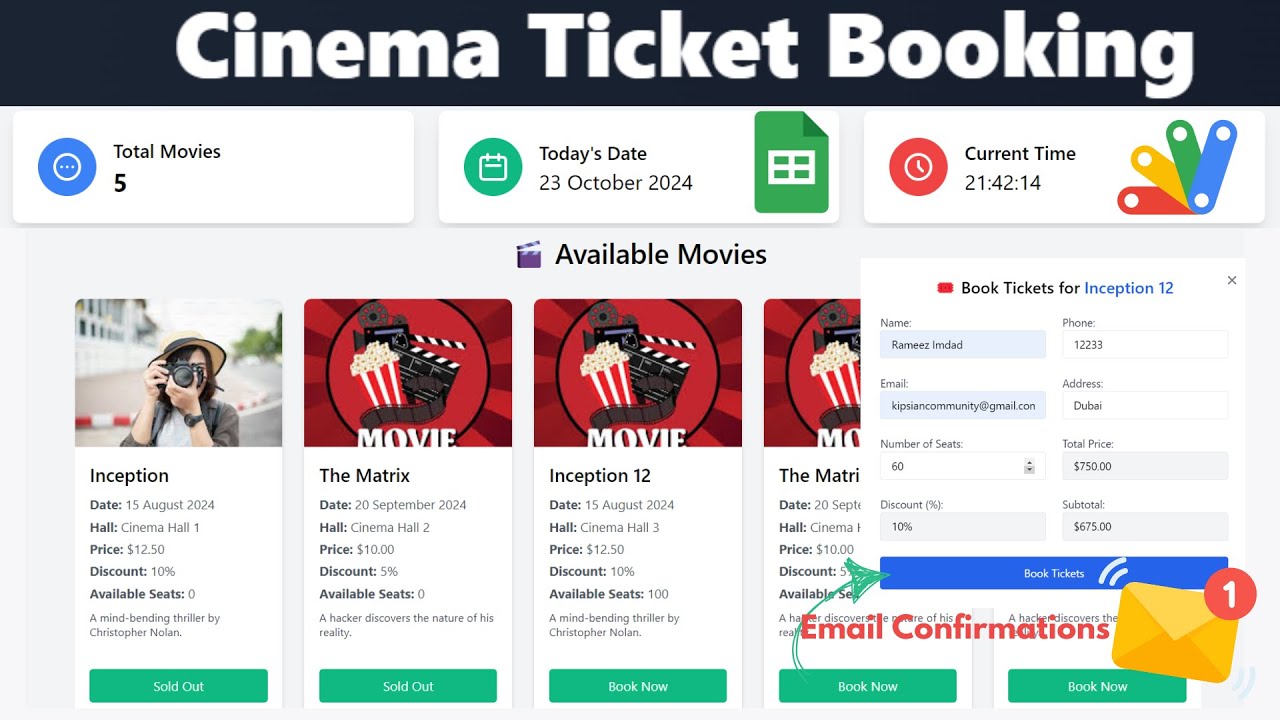 Cinema Ticket Booking
Total Movies
5
Today's Date
23 October 2024
Current Time
21:42:14
Available Movies
MOVIE
Inception
Date: 15 August 2024
Hall: Cinema Hall 1
Price: $12.50
Discount: 10%
Available Seats: 0
A mind-bending thriller by
Christopher Nolan.
Sold Out
MOVIE
The Matrix
Date: 20 September 2024
Hall: Cinema Hall 2
Price: $10.00
Discount: 5%
Available Seats: 0
A hacker discovers the nature of his
reality.
Sold Out
MOVIE
Inception 12
Date: 15 August 2024
Hall: Cinema Hall 3
Price: $12.50
Discount: 10%
Available Seats: 100
A mind-bending thriller by
Christopher Nolan.
Book Now
The Matri
Date: 20 Septe
Hall: Cinema H
Price: $10.00
Discount: 5
Available Se
A hacker discovers the nature of his
Book Now
Book Now
Book Tickets for Inception 12
×
Name:
Rameez Imdad
Phone:
12233
Email:
kipsiancommunity@gmail.con
Address:
Dubai
Number of Seats:
60
Total Price:
$750.00
Discount (%):
10%
Subtotal:
$675.00
Book Tickets
Email Confirmations
1